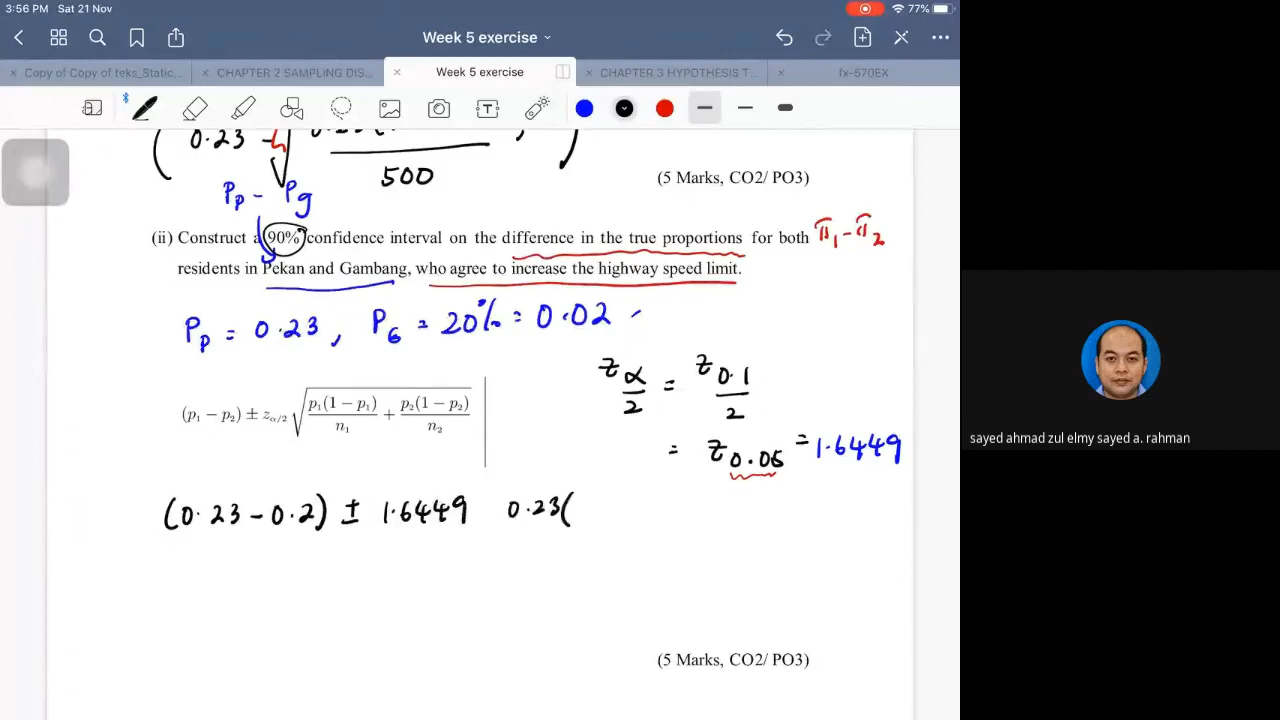 3:56 PM Sat 21 Nov
77%
Week 5 exercise
Copy of Copy of teks_Static,...
CHAPTER 2 SAMPLING DIS...
Week 5 exercise
CHAPTER 3 HYPOTHESIS T...
fx-570EX
0.23 -
500
(5 Marks, CO2/ PO3)
Pp - Pg
(ii) Construct a 90% confidence interval on the difference in the true proportions for both π1 - π2
residents in Pekan and Gambang, who agree to increase the highway speed limit.
Pp = 0.23, PG = 20% = 0.02
zα/2 = z0.1/2
(p1 − p2) ± zα/2 √(p1(1 − p1)/n1 + p2(1 − p2)/n2)
= z0.05 = 1.6449
(0.23 - 0.2) ± 1.6449 0.23(
(5 Marks, CO2/ PO3)
sayed ahmad zul elmy sayed a. rahman